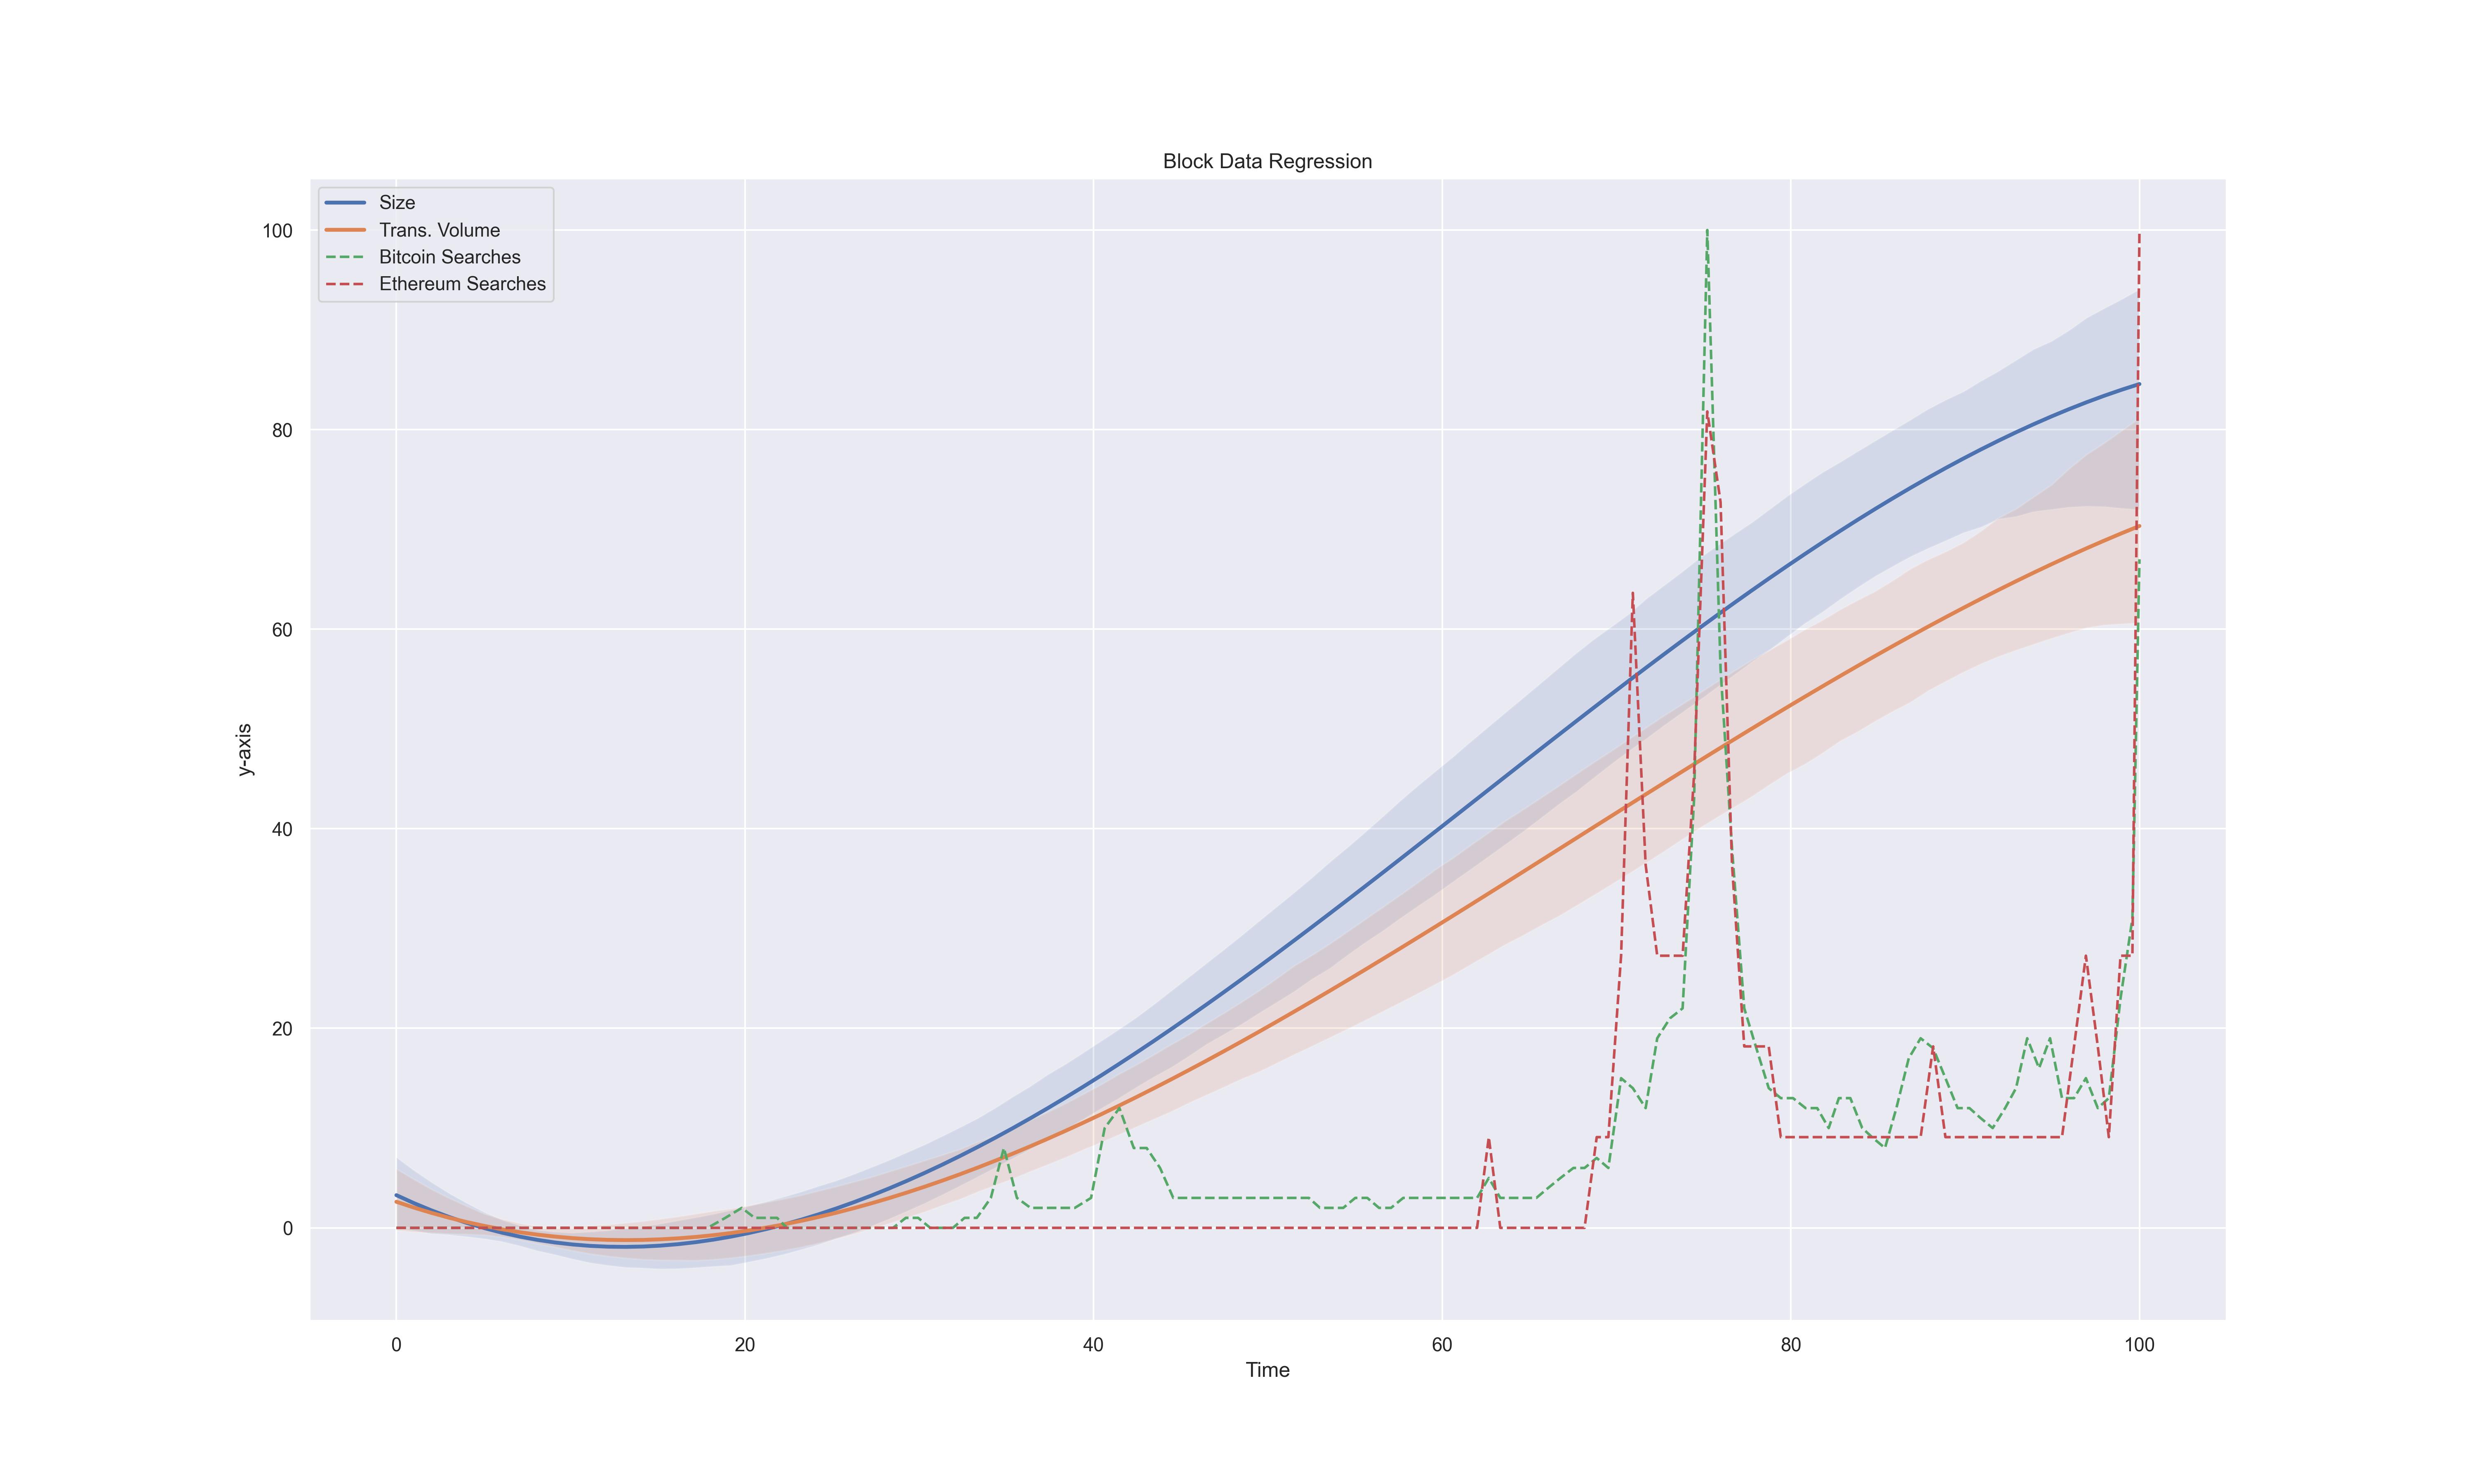 Block Data Regression
Size
Trans. Volume
Bitcoin Searches
Ethereum Searches
100
80
60
40
20
0
y-axis
0 20 40 60 80 100
Time